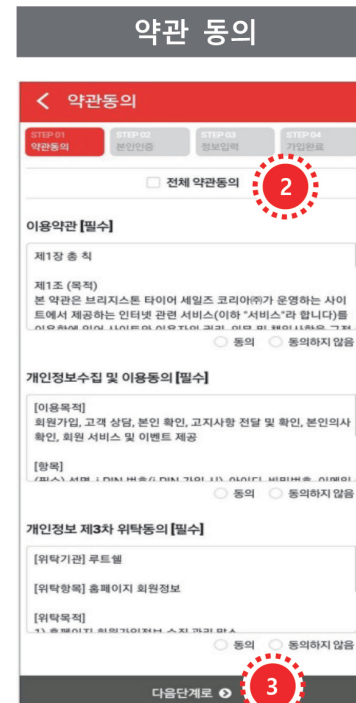 약관 동의
약관동의
STEP 01
약관동의
STEP 02
본인인증
STEP 03
정보입력
STEP 04
가입완료
전체 약관동의
2
이용약관 [필수]
제1장 총 칙
제1조 (목적)
본 약관은 브리지스톤 타이어 세일즈 코리아㈜가 운영하는 사이
트에서 제공하는 인터넷 관련 서비스(이하 "서비스"라 합니다)를
동의 동의하지 않음
개인정보수집 및 이용동의 [필수]
[이용목적]
회원가입, 고객 상담, 본인 확인, 고지사항 전달 및 확인, 본인의사
확인, 회원 서비스 및 이벤트 제공
[항목]
동의 동의하지 않음
개인정보 제3차 위탁동의 [필수]
[위탁기관] 루트쉘
[위탁항목] 홈페이지 회원정보
[위탁목적]
동의 동의하지 않음
다음단계로
3